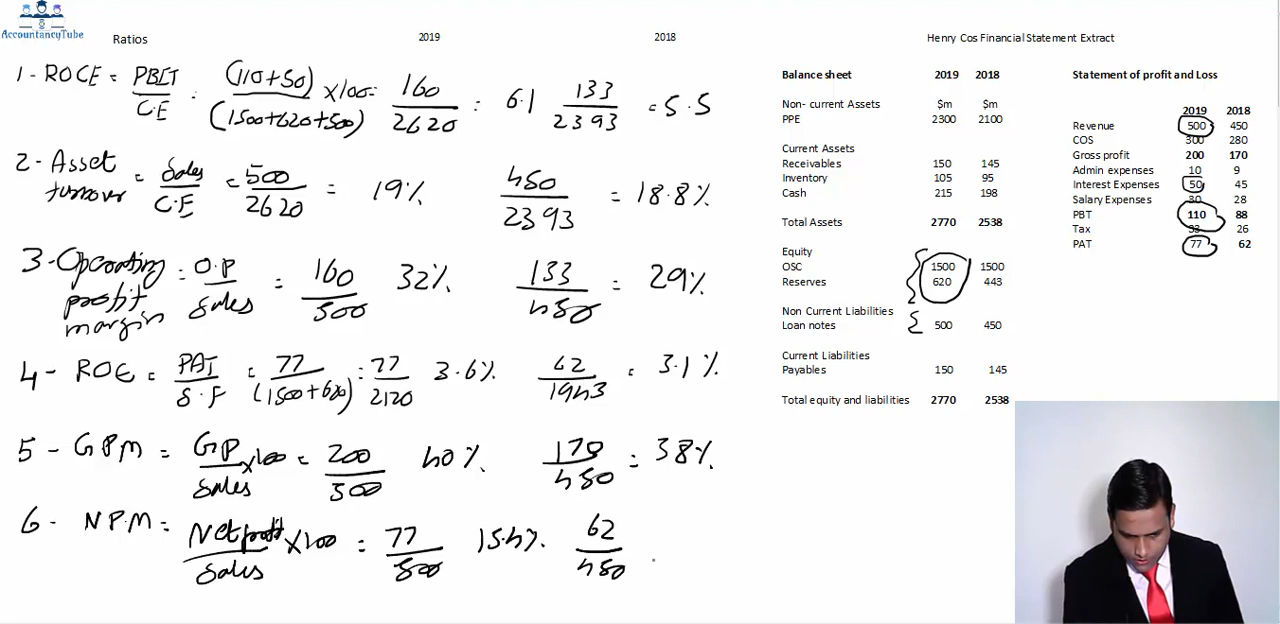 AccountancyTube
Ratios 2019 2018
1- ROCE = PBIT/C.E = (110+50)/(1500+620+500) x100= 160/2620 = 6.1 133/2393 = 5.5
2- Asset turnover = Sales/C.E = 500/2620 = 19% 450/2393 = 18.8%
3- Operating profit margin = O.P/Sales = 160/500 32% 133/450 = 29%
4- ROE = PAT/S.F = 77/(1500+620) = 77/2120 3.6% 62/1943 = 3.1%
5 - GPM = GP/Sales x100 = 200/500 40% 170/450 = 38%
6- NPM = Net profit/Sales x100 = 77/500 15.4% 62/450
Henry Cos Financial Statement Extract
Balance sheet 2019 2018
Non- current Assets $m $m
PPE 2300 2100
Current Assets
Receivables 150 145
Inventory 105 95
Cash 215 198
Total Assets 2770 2538
Equity
OSC 1500 1500
Reserves 620 443
Non Current Liabilities
Loan notes 500 450
Current Liabilities
Payables 150 145
Total equity and liabilities 2770 2538
Statement of profit and Loss
2019 2018
Revenue 500 450
COS 300 280
Gross profit 200 170
Admin expenses 10 9
Interest Expenses 50 45
Salary Expenses 30 28
PBT 110 88
Tax 33 26
PAT 77 62